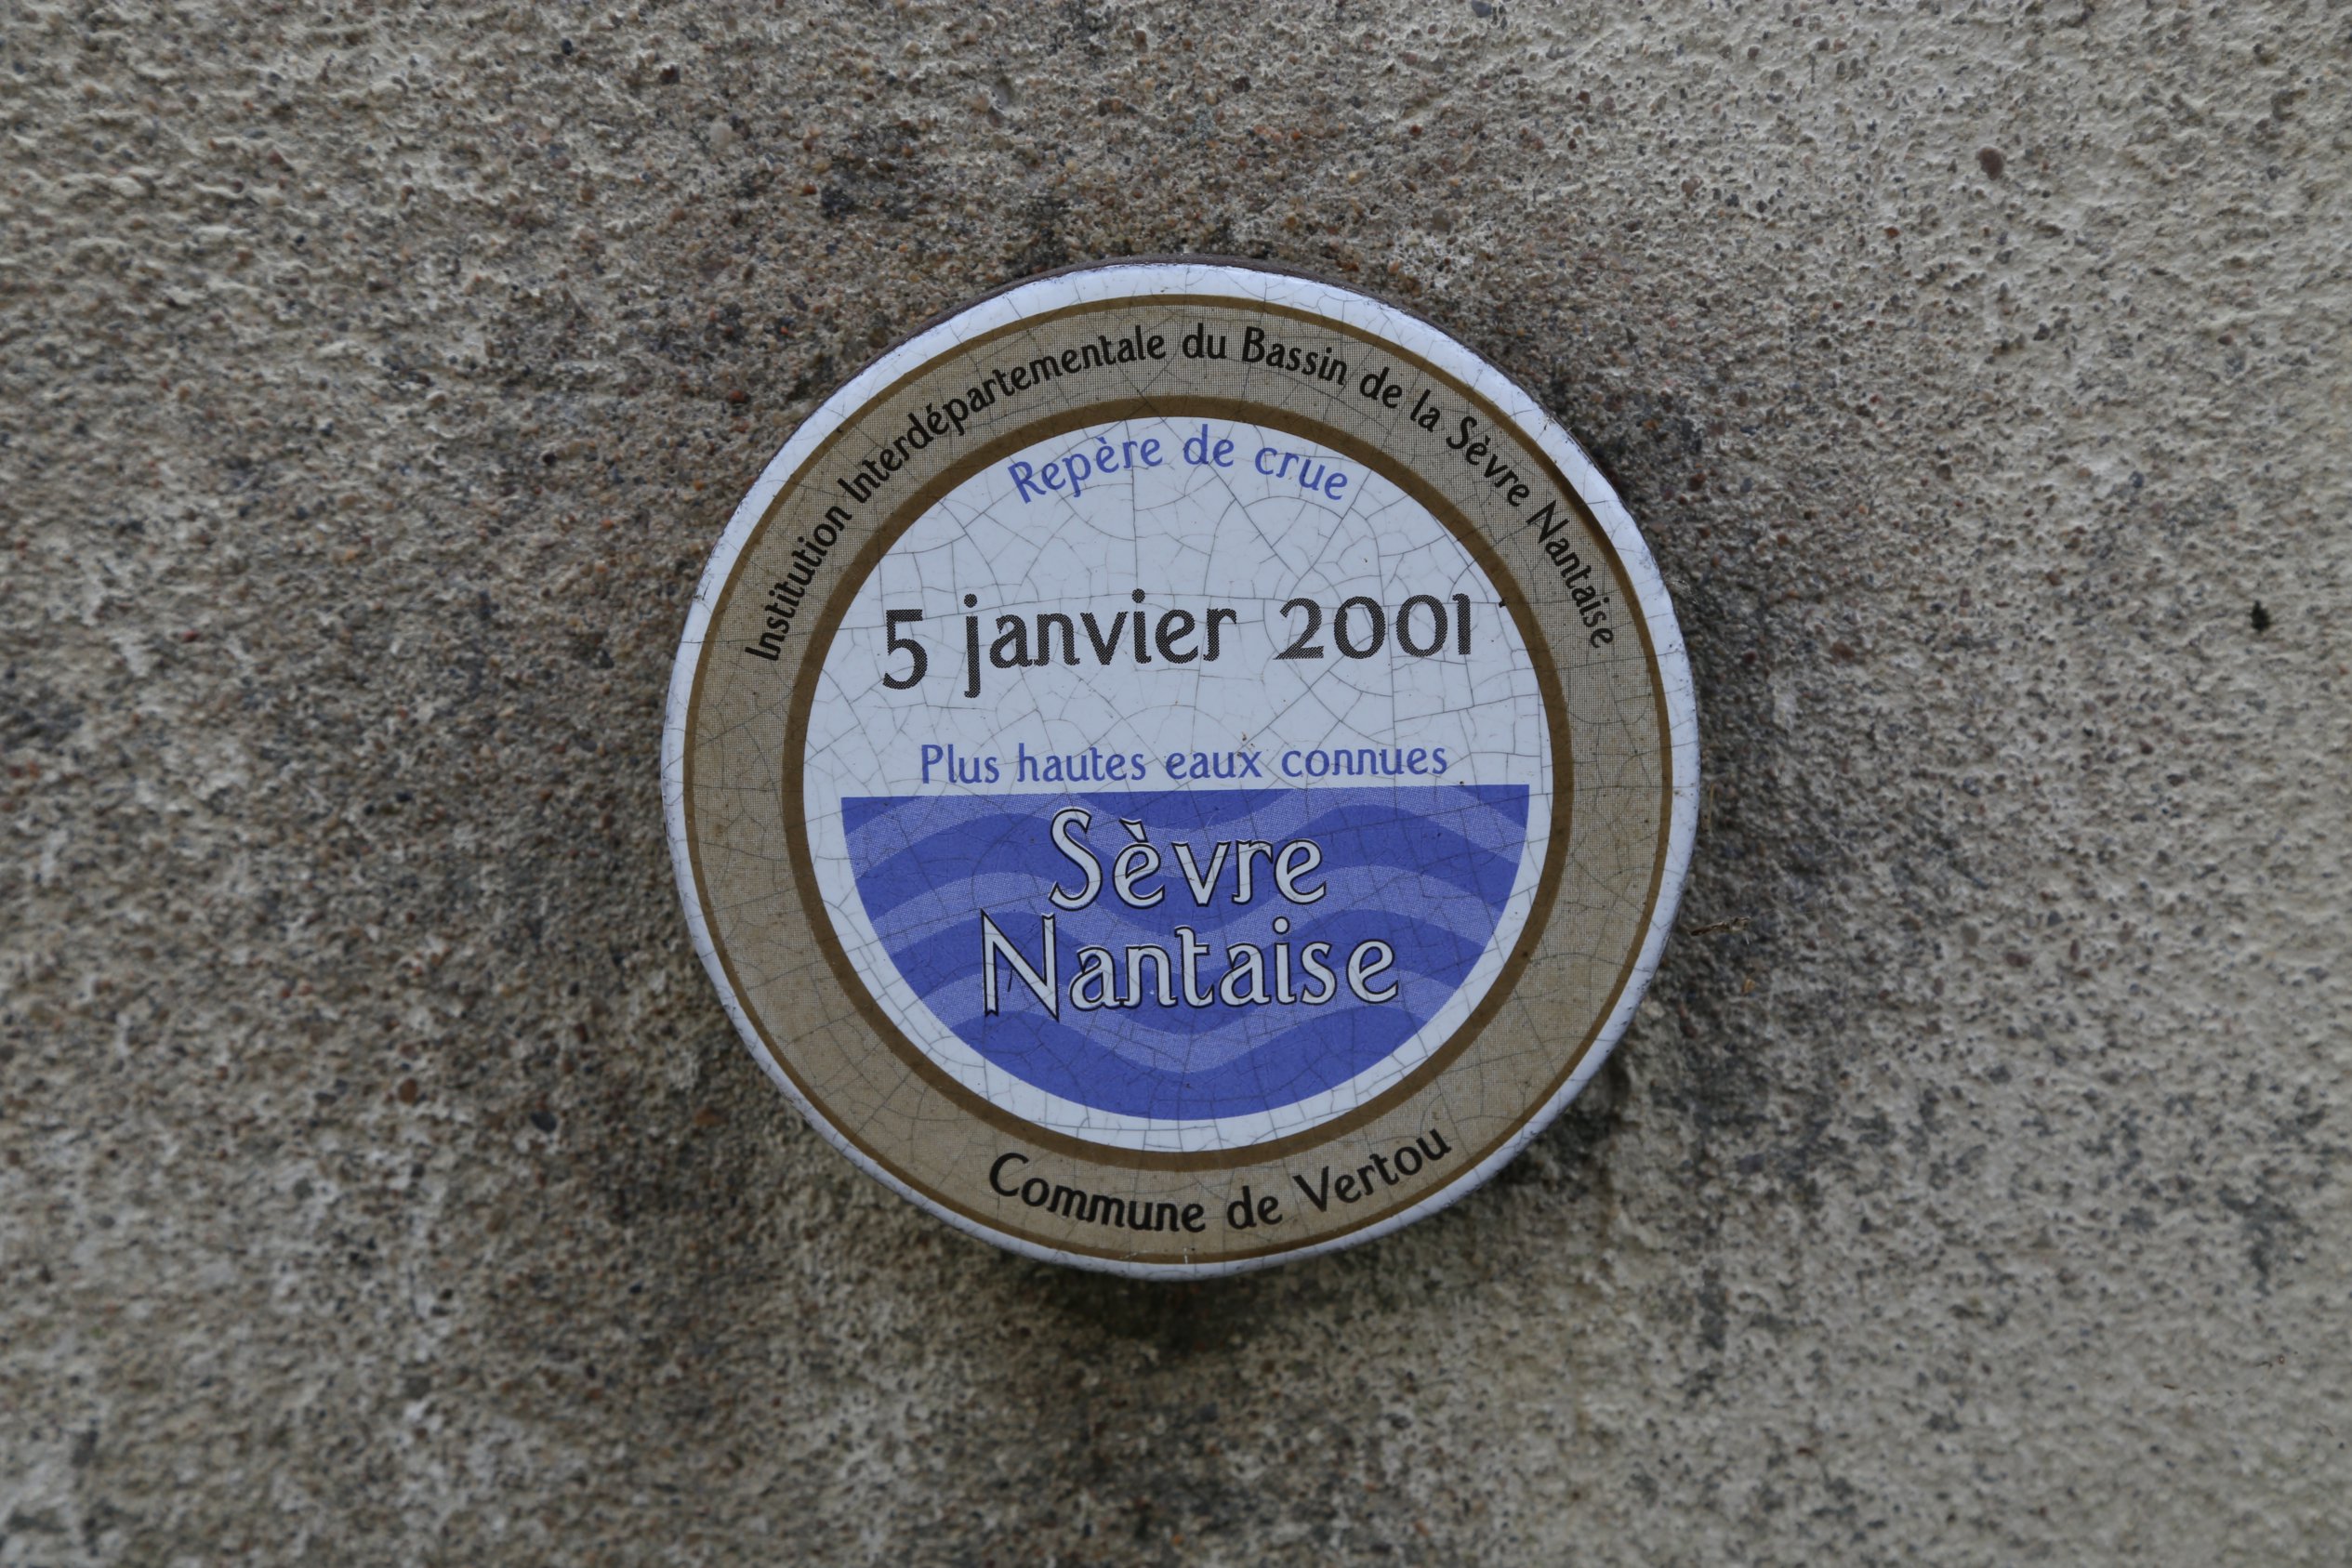 Institution Interdépartementale du Bassin de la Sèvre Nantaise
Repère de crue
5 janvier 2001
Plus hautes eaux connues
Sèvre
Nantaise
Commune de Vertou